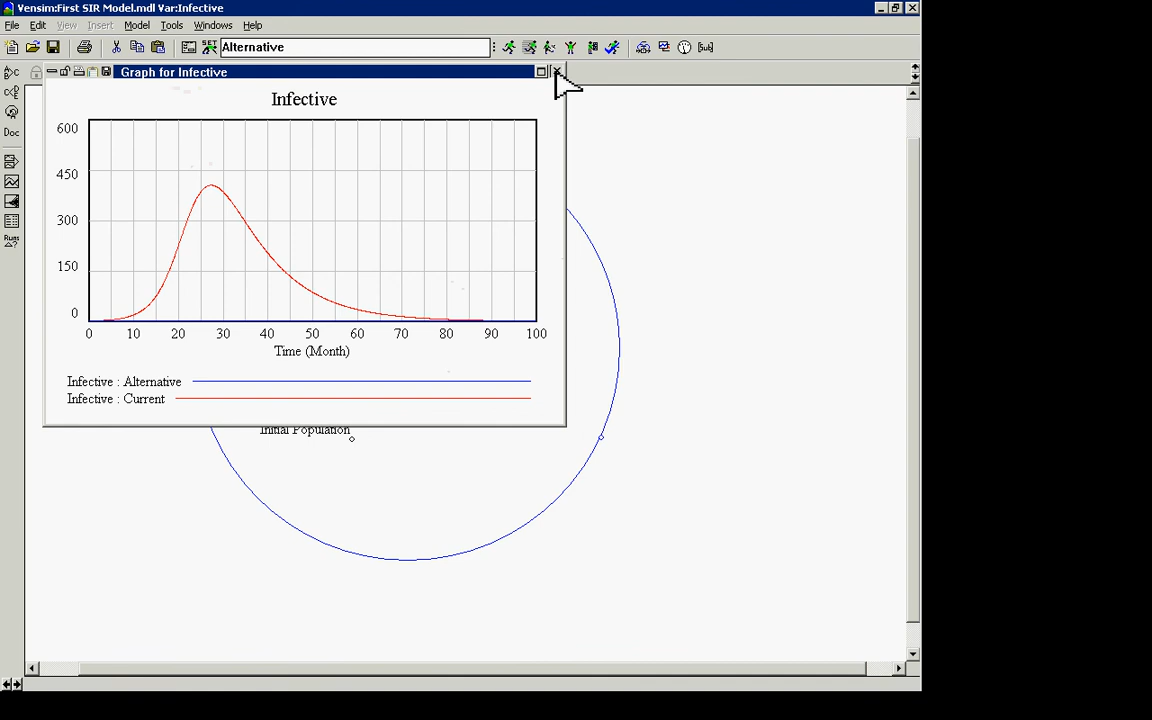 Vensim:First SIR Model.mdl Var:Infective
File Edit View Insert Model Tools Windows Help
SET Alternative
Graph for Infective
Doc
Runs
Infective
600
450
300
150
0
0 10 20 30 40 50 60 70 80 90 100
Time (Month)
Infective : Alternative
Infective : Current
Initial Population